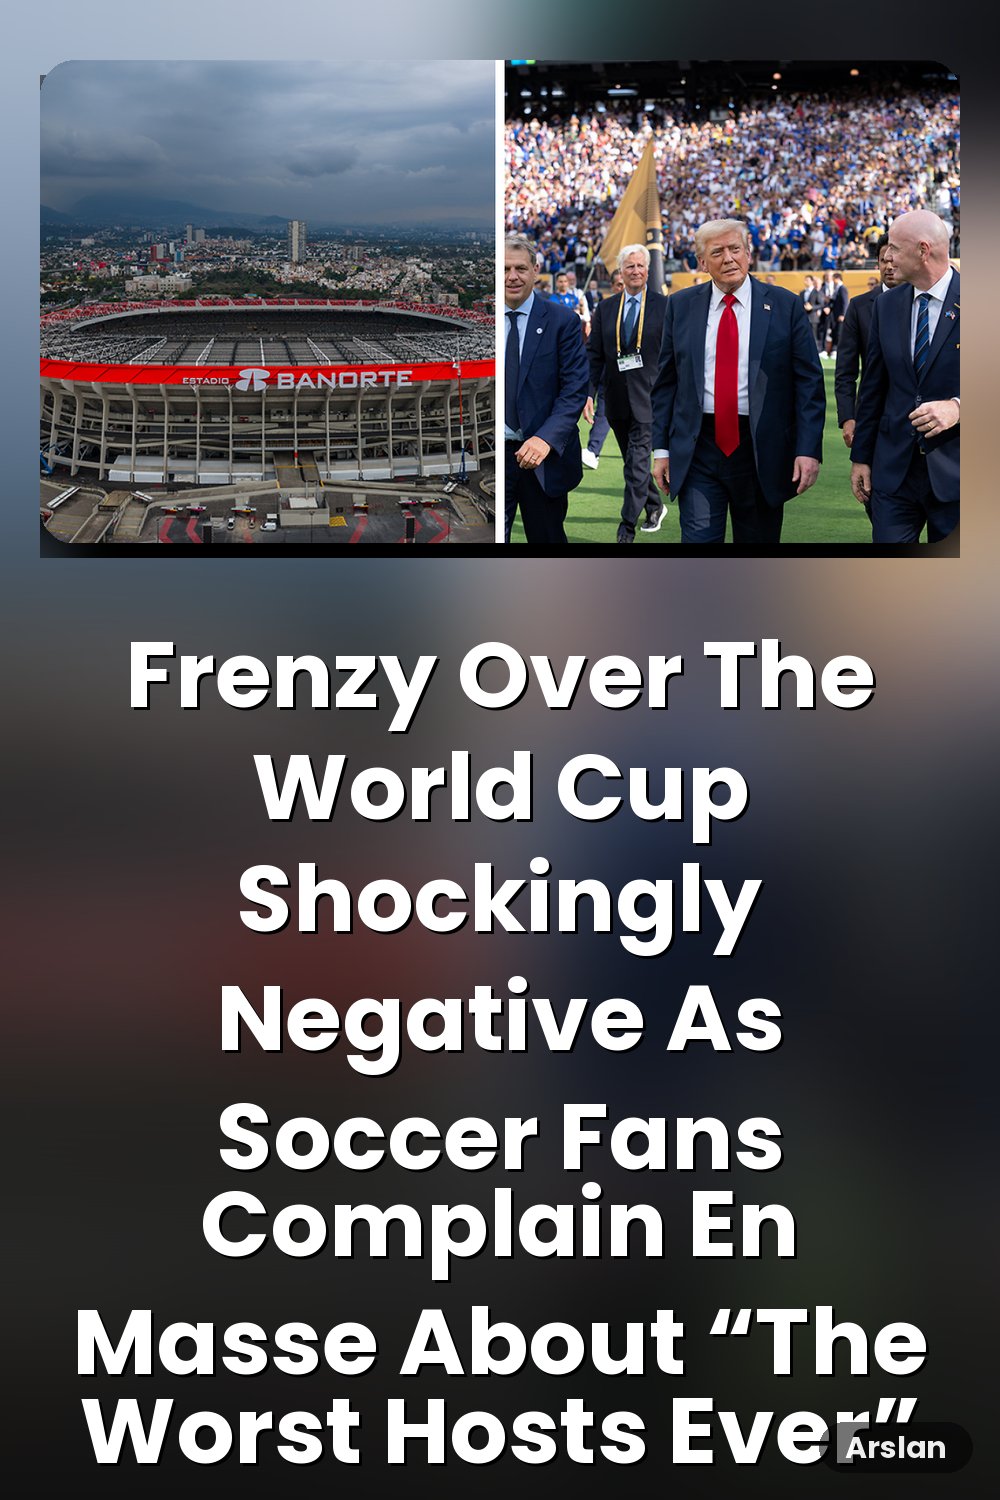 ESTADIO BANORTE
Frenzy Over The
World Cup
Shockingly
Negative As
Soccer Fans
Complain En
Masse About “The
Worst Hosts Ever”
Arslan